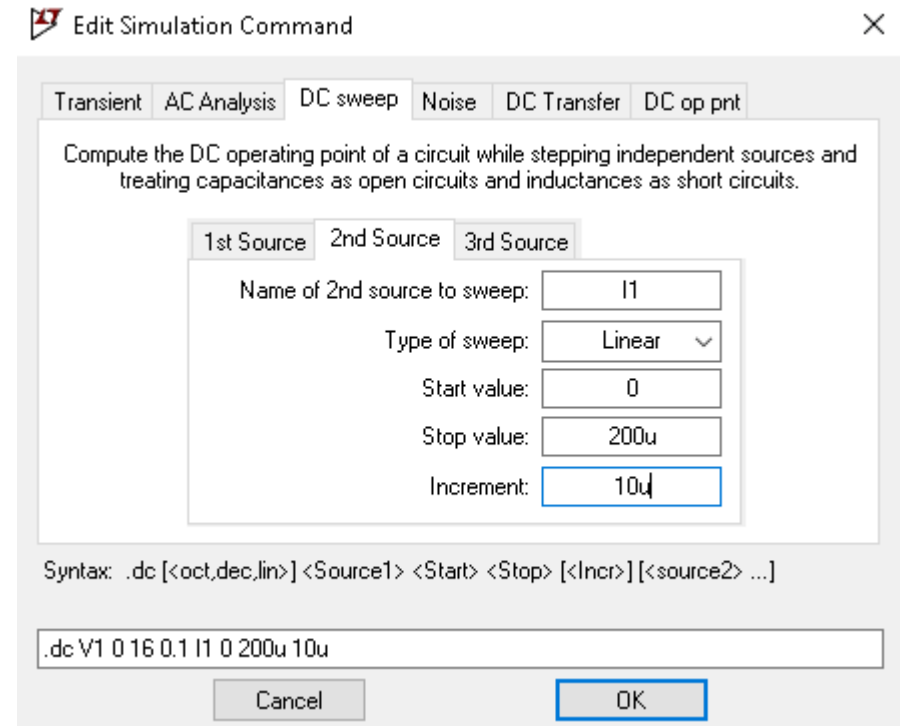 Edit Simulation Command
Transient AC Analysis DC sweep Noise DC Transfer DC op pnt
Compute the DC operating point of a circuit while stepping independent sources and
treating capacitances as open circuits and inductances as short circuits.
1st Source 2nd Source 3rd Source
Name of 2nd source to sweep: I1
Type of sweep: Linear
Start value: 0
Stop value: 200u
Increment: 10u
Syntax: .dc [<oct,dec,lin>] <Source1> <Start> <Stop> [<Incr>] [<source2> ...]
.dc V1 0 16 0.1 I1 0 200u 10u
Cancel OK